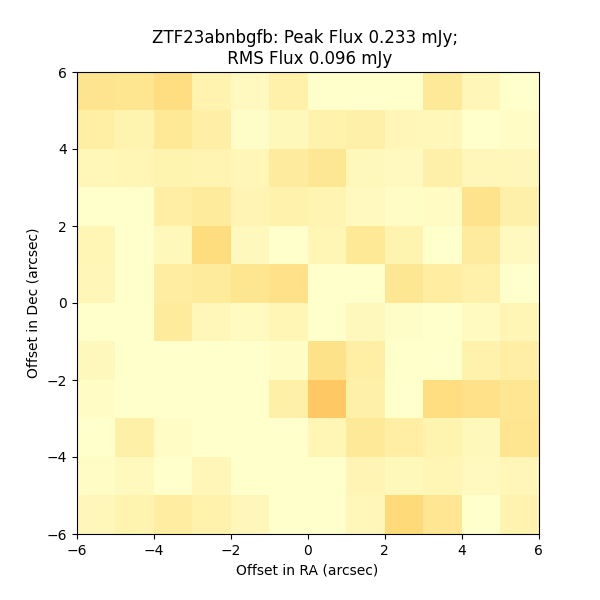 ZTF23abnbgfb: Peak Flux 0.233 mJy;
RMS Flux 0.096 mJy
6
4
2
0
−2
−4
−6
Offset in Dec (arcsec)
−6 −4 −2 0 2 4 6
Offset in RA (arcsec)